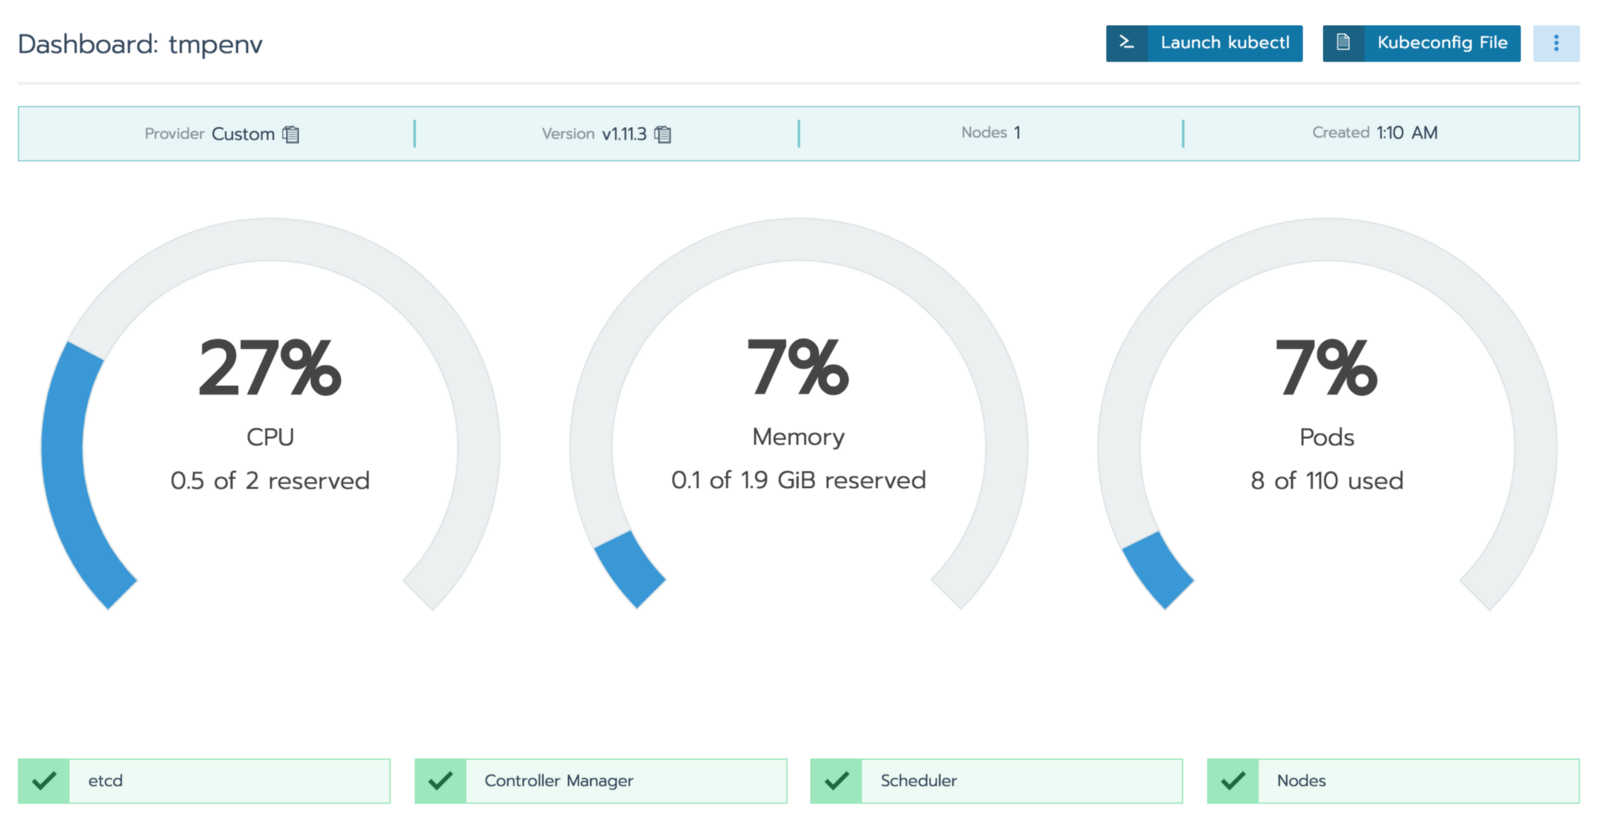 Dashboard: tmpenv
Launch kubectl
Kubeconfig File
Provider Custom
Version v1.11.3
Nodes 1
Created 1:10 AM
27%
CPU
0.5 of 2 reserved
7%
Memory
0.1 of 1.9 GiB reserved
7%
Pods
8 of 110 used
etcd
Controller Manager
Scheduler
Nodes